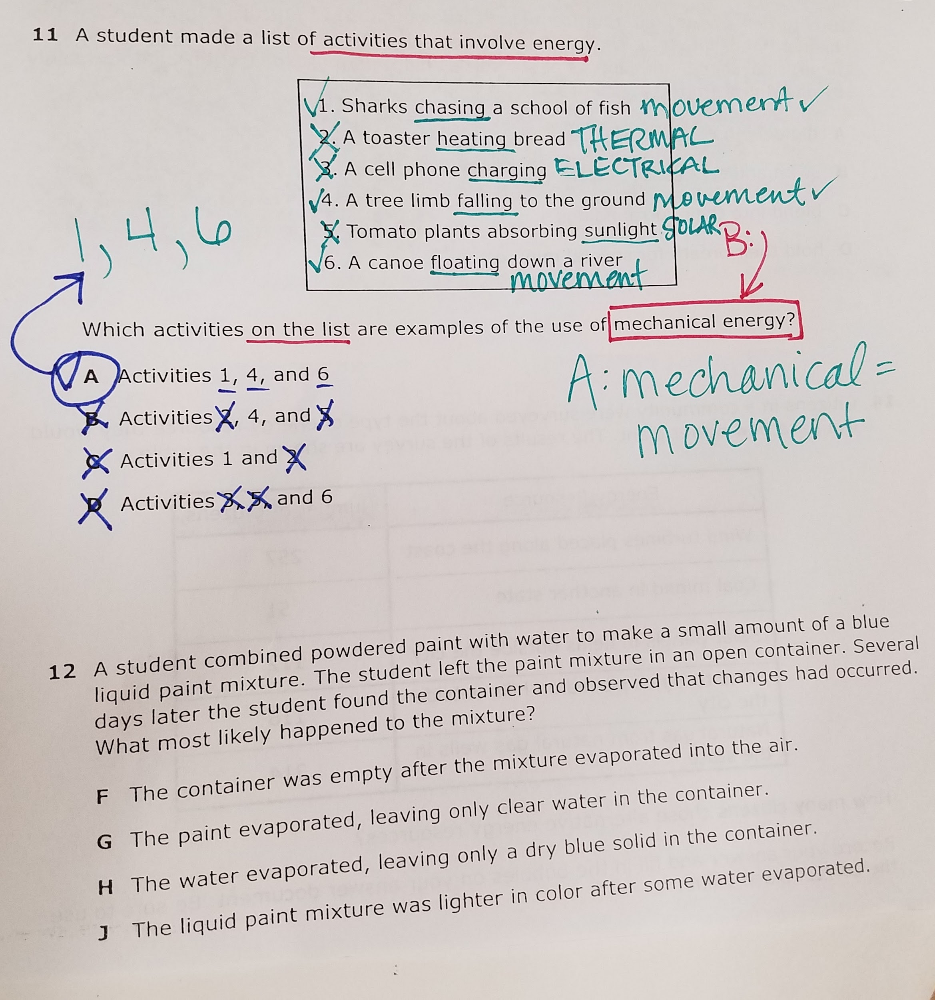 11 A student made a list of activities that involve energy.
1. Sharks chasing a school of fish movement ✓
2. A toaster heating bread THERMAL
3. A cell phone charging ELECTRICAL
4. A tree limb falling to the ground movement ✓
5. Tomato plants absorbing sunlight SOLAR
B:
6. A canoe floating down a river
movement
1, 4, 6
Which activities on the list are examples of the use of mechanical energy?
A Activities 1, 4, and 6
B Activities 2, 4, and 5
C Activities 1 and 2
D Activities 3, 5, and 6
A: mechanical =
movement
12 A student combined powdered paint with water to make a small amount of a blue
liquid paint mixture. The student left the paint mixture in an open container. Several
days later the student found the container and observed that changes had occurred.
What most likely happened to the mixture?
F The container was empty after the mixture evaporated into the air.
G The paint evaporated, leaving only clear water in the container.
H The water evaporated, leaving only a dry blue solid in the container.
J The liquid paint mixture was lighter in color after some water evaporated.